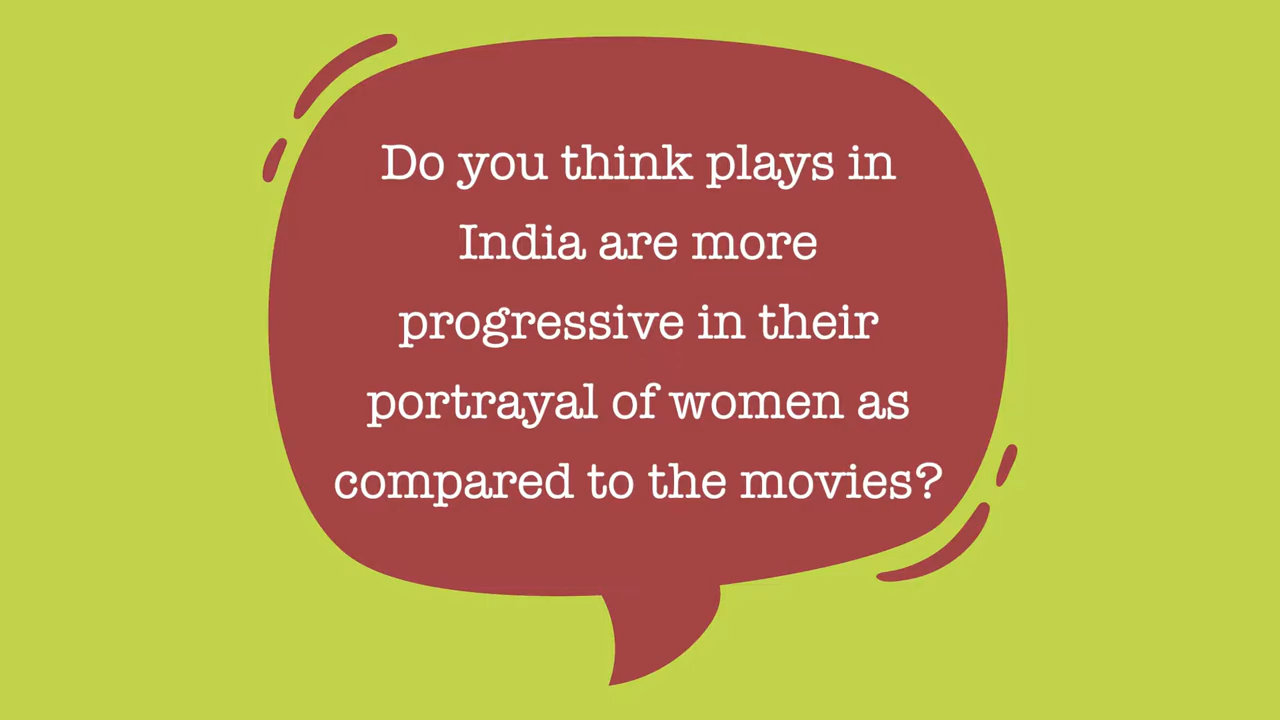 Do you think plays in
India are more
progressive in their
portrayal of women as
compared to the movies?